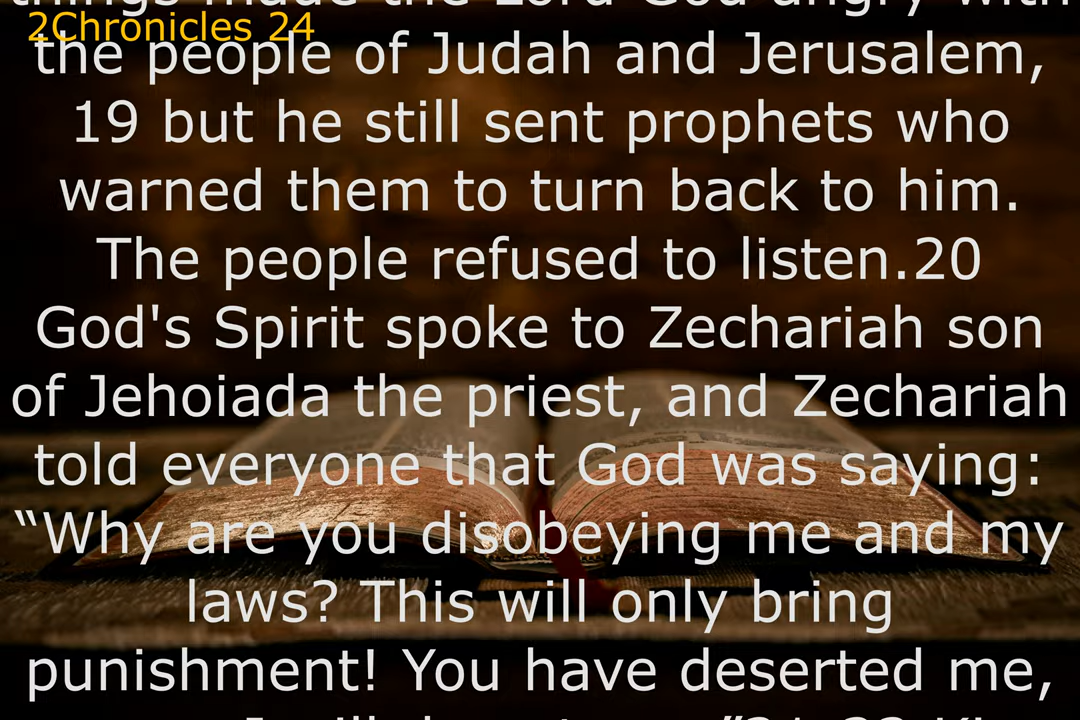 things made the Lord God angry with
2Chronicles 24
the people of Judah and Jerusalem,
19 but he still sent prophets who
warned them to turn back to him.
The people refused to listen.20
God's Spirit spoke to Zechariah son
of Jehoiada the priest, and Zechariah
told everyone that God was saying:
“Why are you disobeying me and my
laws? This will only bring
punishment! You have deserted me,